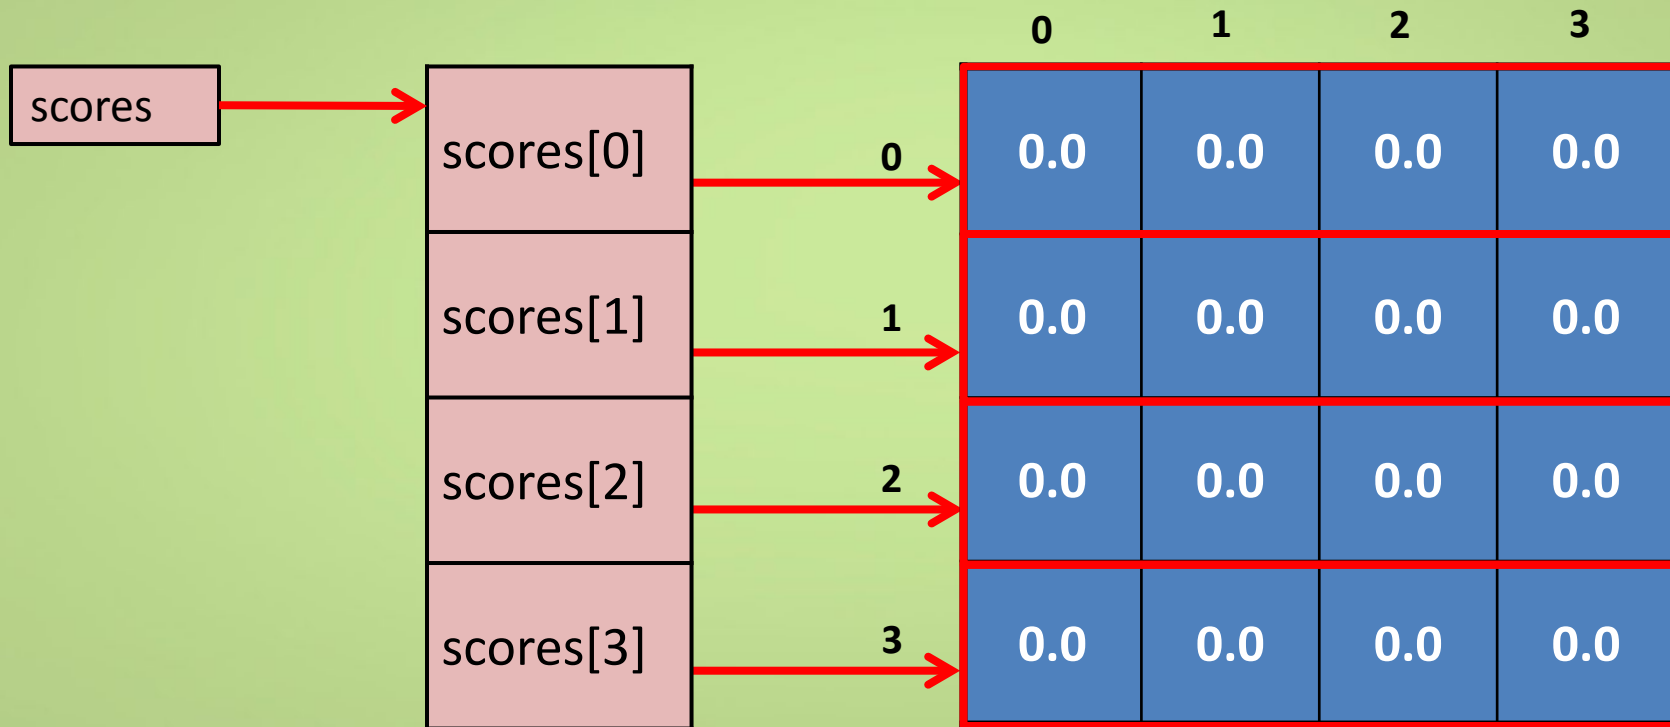 0 1 2 3
scores
scores[0] 0 0.0 0.0 0.0 0.0
scores[1] 1 0.0 0.0 0.0 0.0
scores[2] 2 0.0 0.0 0.0 0.0
scores[3] 3 0.0 0.0 0.0 0.0